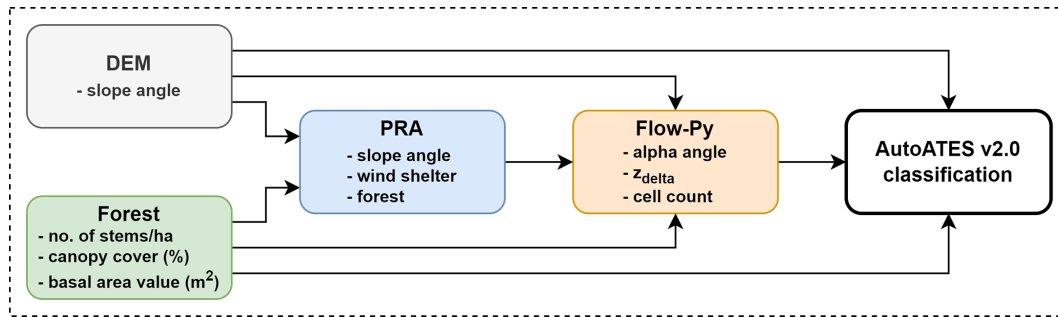 DEM
- slope angle
Forest
- no. of stems/ha
- canopy cover (%)
- basal area value (m²)
PRA
- slope angle
- wind shelter
- forest
Flow-Py
- alpha angle
- z_delta
- cell count
AutoATES v2.0
classification